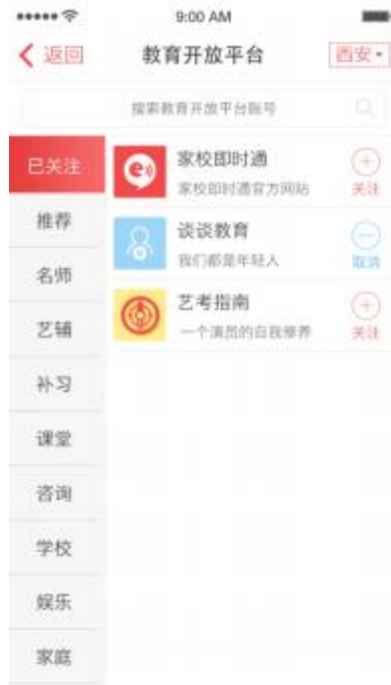 9:00 AM
返回
教育开放平台
西安
搜索教育开放平台账号
已关注
推荐
名师
艺辅
补习
课堂
咨询
学校
娱乐
家庭
家校即时通
家校即时通官方网站
关注
谈谈教育
我们都是年轻人
取消
艺考指南
一个演员的自我修养
关注